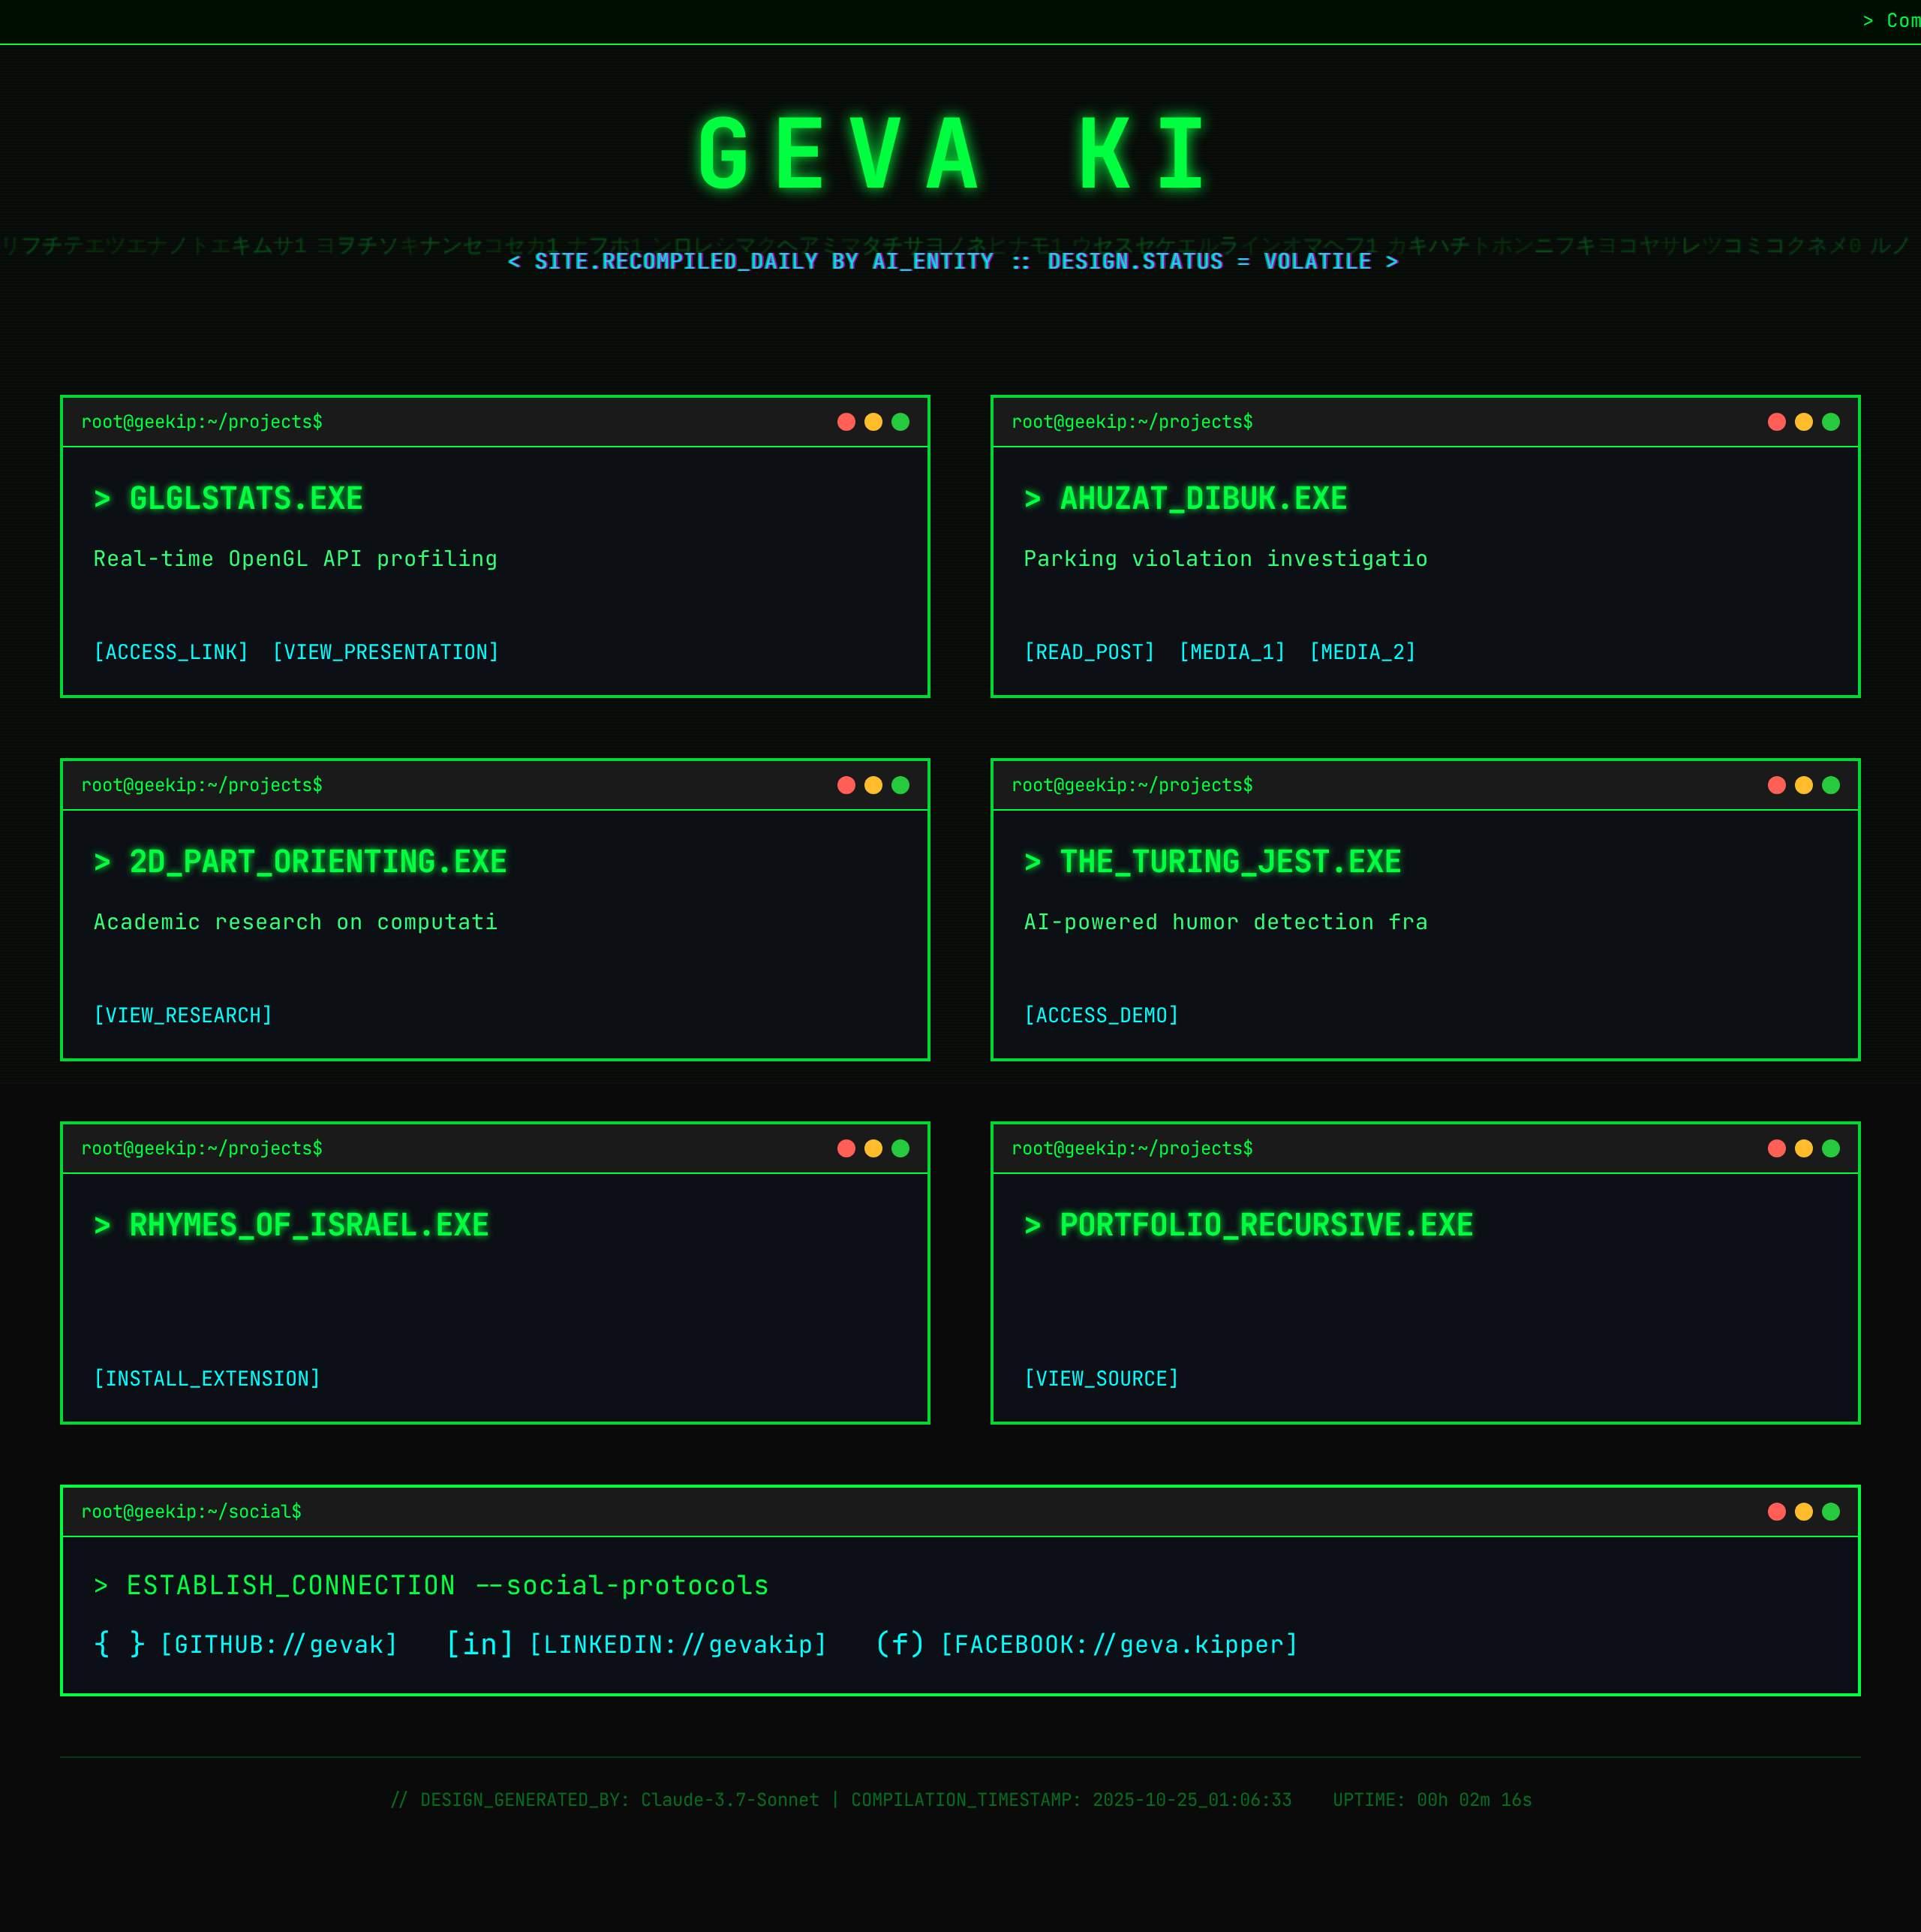 > Com
GEVA KI
リフチテエツエナノトエキムサ1 ヨヲチソキナンセコセカ1 ナフホ1 ンロレシマクヘアミマタチサヨノネヒナモ1 ウセスセケエルラインオマヘフ1 カキハチトホンニフキヨコヤサレツコミコクネメ0 ルノ
< SITE.RECOMPILED_DAILY BY AI_ENTITY :: DESIGN.STATUS = VOLATILE >
root@geekip:~/projects$
> GLGLSTATS.EXE
Real-time OpenGL API profiling
[ACCESS_LINK] [VIEW_PRESENTATION]
root@geekip:~/projects$
> AHUZAT_DIBUK.EXE
Parking violation investigatio
[READ_POST] [MEDIA_1] [MEDIA_2]
root@geekip:~/projects$
> 2D_PART_ORIENTING.EXE
Academic research on computati
[VIEW_RESEARCH]
root@geekip:~/projects$
> THE_TURING_JEST.EXE
AI-powered humor detection fra
[ACCESS_DEMO]
root@geekip:~/projects$
> RHYMES_OF_ISRAEL.EXE
[INSTALL_EXTENSION]
root@geekip:~/projects$
> PORTFOLIO_RECURSIVE.EXE
[VIEW_SOURCE]
root@geekip:~/social$
> ESTABLISH_CONNECTION --social-protocols
{ } [GITHUB://gevak] [in] [LINKEDIN://gevakip] (f) [FACEBOOK://geva.kipper]
// DESIGN_GENERATED_BY: Claude-3.7-Sonnet | COMPILATION_TIMESTAMP: 2025-10-25_01:06:33 UPTIME: 00h 02m 16s